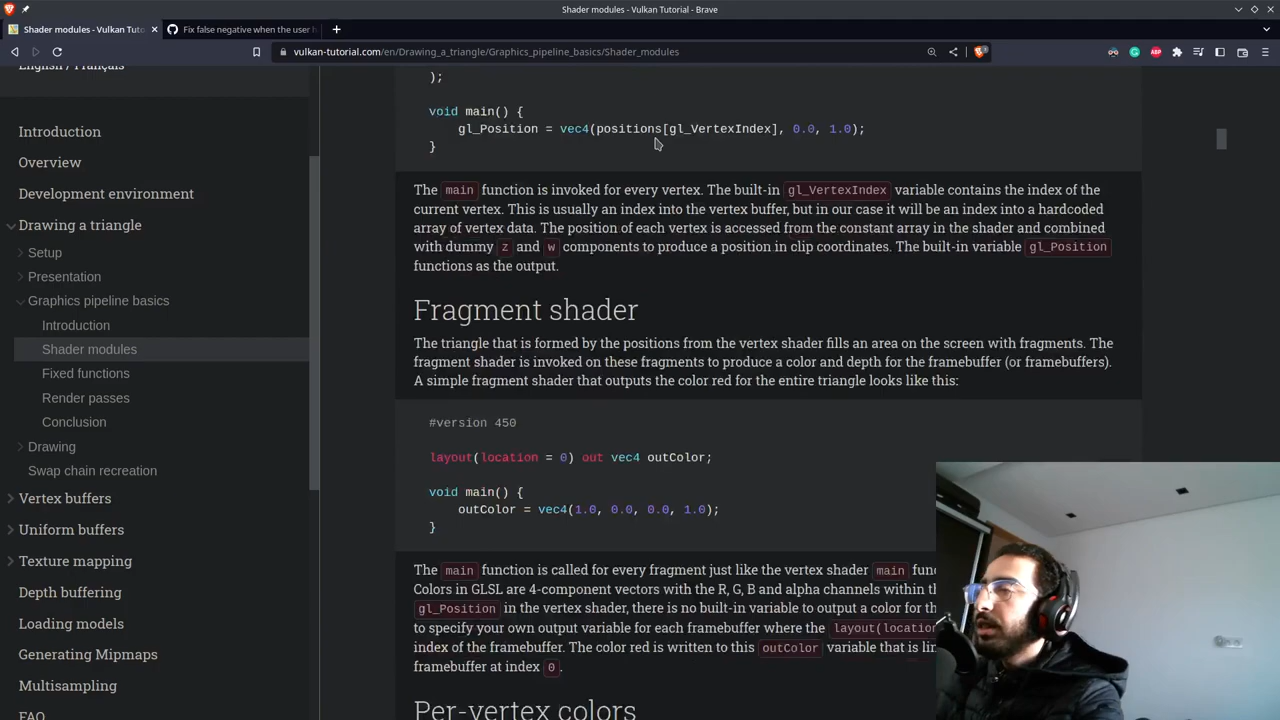 Shader modules - Vulkan Tutorial - Brave
Shader modules - Vulkan Tuto
Fix false negative when the user h
vulkan-tutorial.com/en/Drawing_a_triangle/Graphics_pipeline_basics/Shader_modules
English / Français
Introduction
Overview
Development environment
Drawing a triangle
Setup
Presentation
Graphics pipeline basics
Introduction
Shader modules
Fixed functions
Render passes
Conclusion
Drawing
Swap chain recreation
Vertex buffers
Uniform buffers
Texture mapping
Depth buffering
Loading models
Generating Mipmaps
Multisampling
FAQ
);
void main() {
gl_Position = vec4(positions[gl_VertexIndex], 0.0, 1.0);
}
The main function is invoked for every vertex. The built-in gl_VertexIndex variable contains the index of the
current vertex. This is usually an index into the vertex buffer, but in our case it will be an index into a hardcoded
array of vertex data. The position of each vertex is accessed from the constant array in the shader and combined
with dummy z and w components to produce a position in clip coordinates. The built-in variable gl_Position
functions as the output.
Fragment shader
The triangle that is formed by the positions from the vertex shader fills an area on the screen with fragments. The
fragment shader is invoked on these fragments to produce a color and depth for the framebuffer (or framebuffers).
A simple fragment shader that outputs the color red for the entire triangle looks like this:
#version 450
layout(location = 0) out vec4 outColor;
void main() {
outColor = vec4(1.0, 0.0, 0.0, 1.0);
}
The main function is called for every fragment just like the vertex shader main func
Colors in GLSL are 4-component vectors with the R, G, B and alpha channels within th
gl_Position in the vertex shader, there is no built-in variable to output a color for th
to specify your own output variable for each framebuffer where the layout(location
index of the framebuffer. The color red is written to this outColor variable that is lin
framebuffer at index 0.
Per-vertex colors